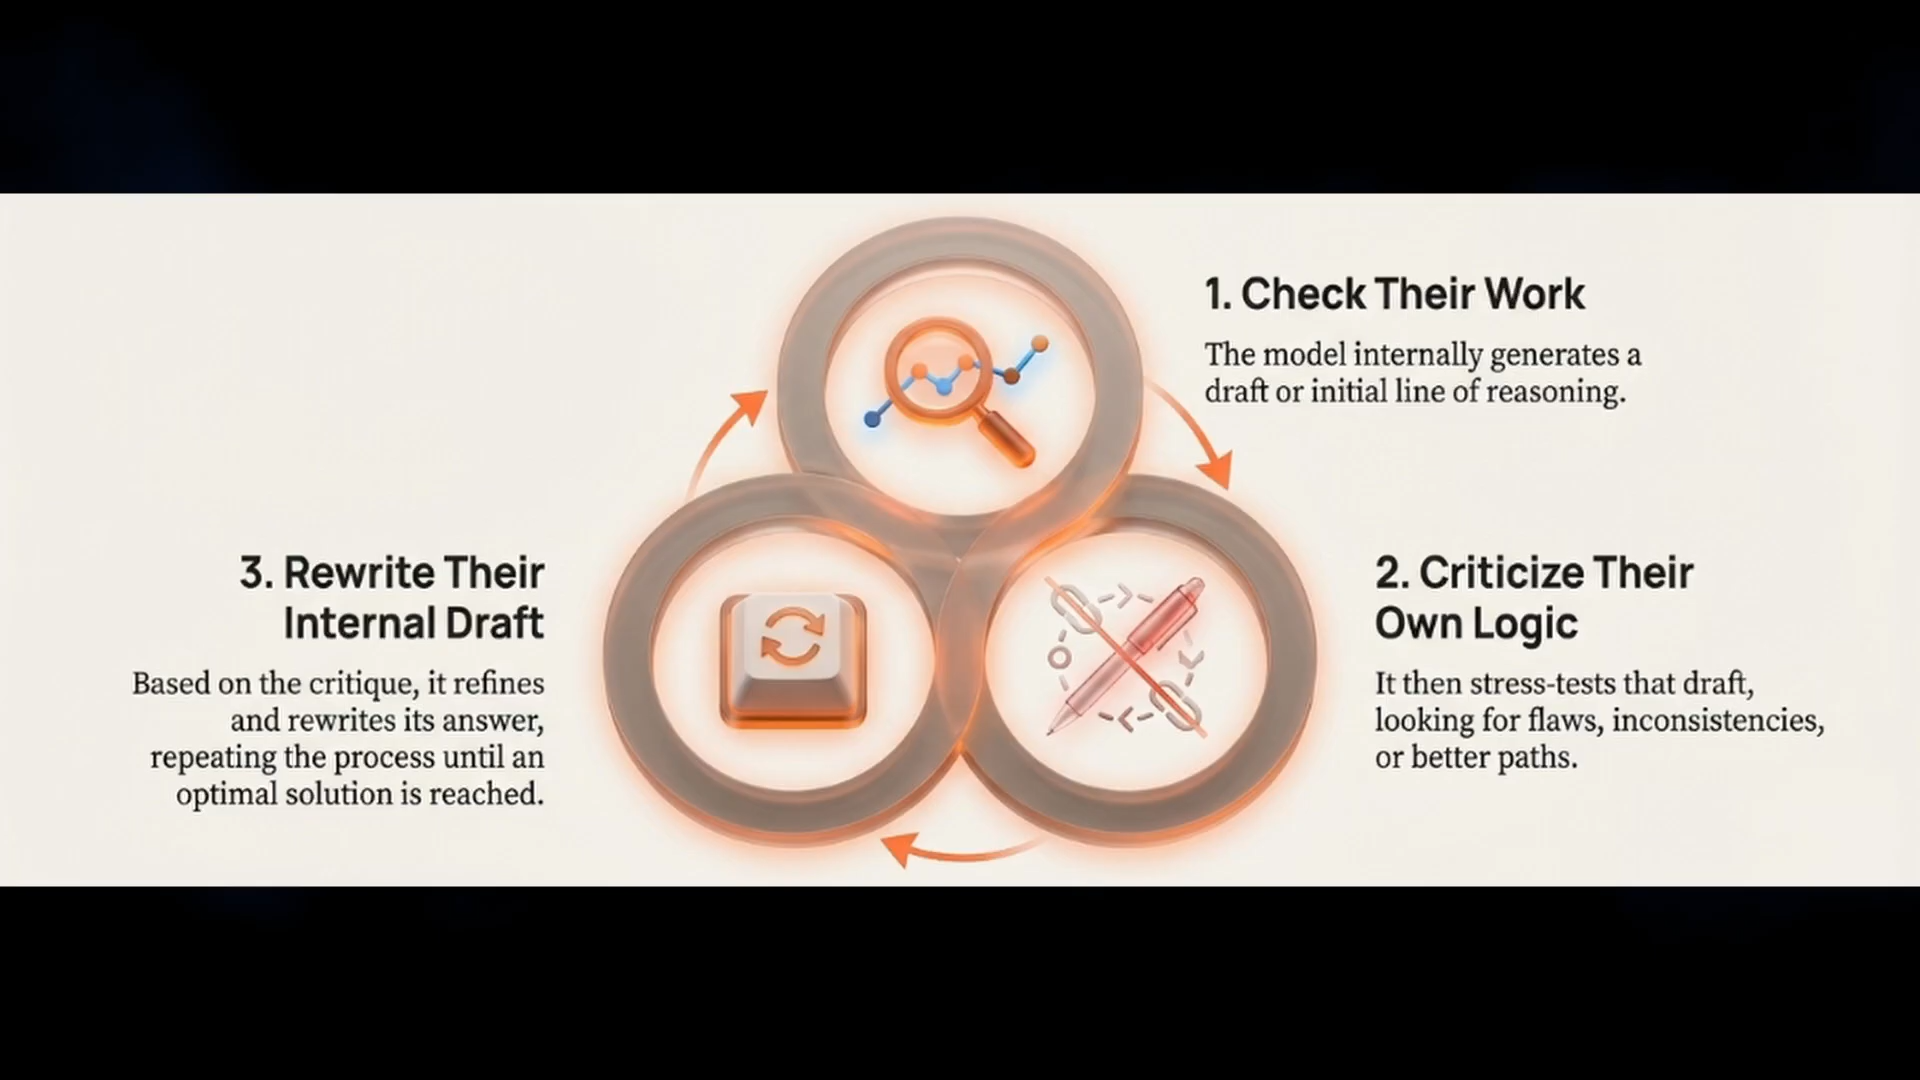 1. Check Their Work
The model internally generates a
draft or initial line of reasoning.
2. Criticize Their
Own Logic
It then stress-tests that draft,
looking for flaws, inconsistencies,
or better paths.
3. Rewrite Their
Internal Draft
Based on the critique, it refines
and rewrites its answer,
repeating the process until an
optimal solution is reached.